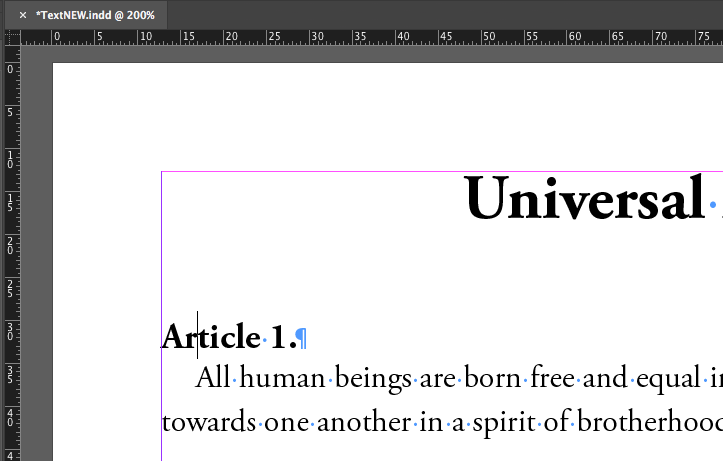 × *TextNEW.indd @ 200%
0 5 10 15 20 25 30 35 40 45 50 55 60 65 70 75
0
5
10
15
20
25
30
35
40
4
Universal
Article 1.¶
All human beings are born free and equal
towards one another in a spirit of